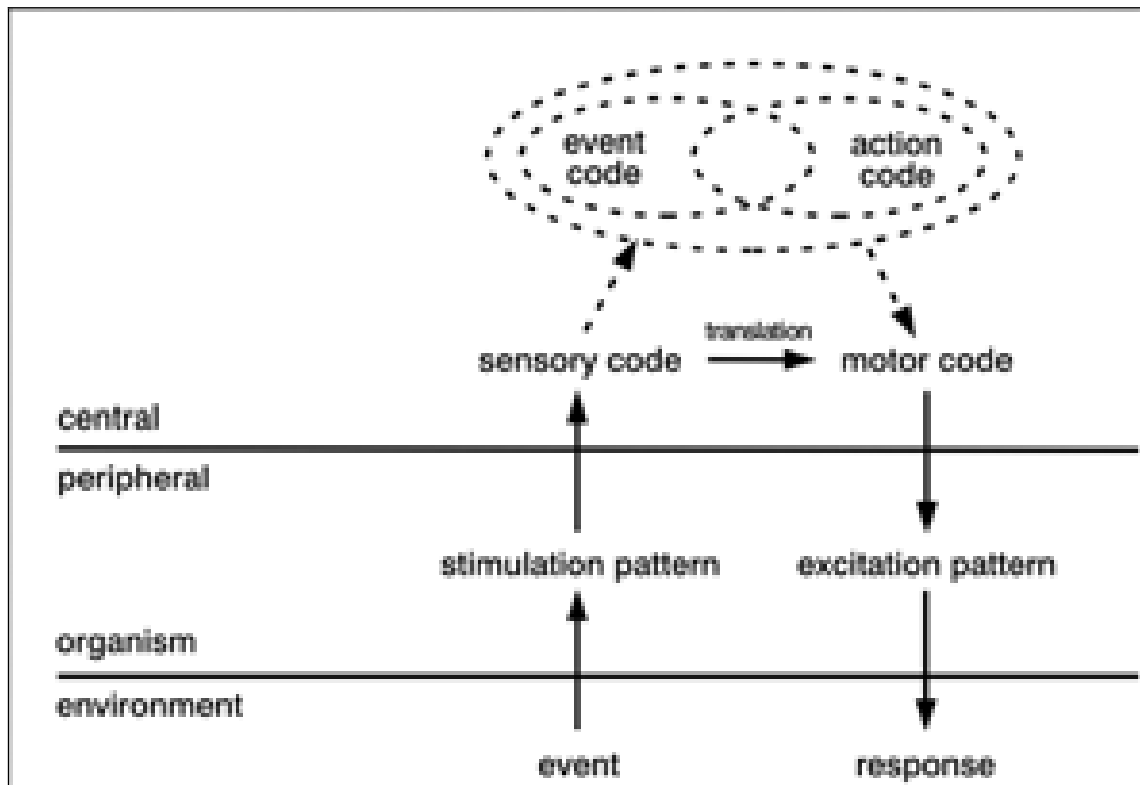 event action
code code
translation
sensory code motor code
central
peripheral
stimulation pattern excitation pattern
organism
environment
event response